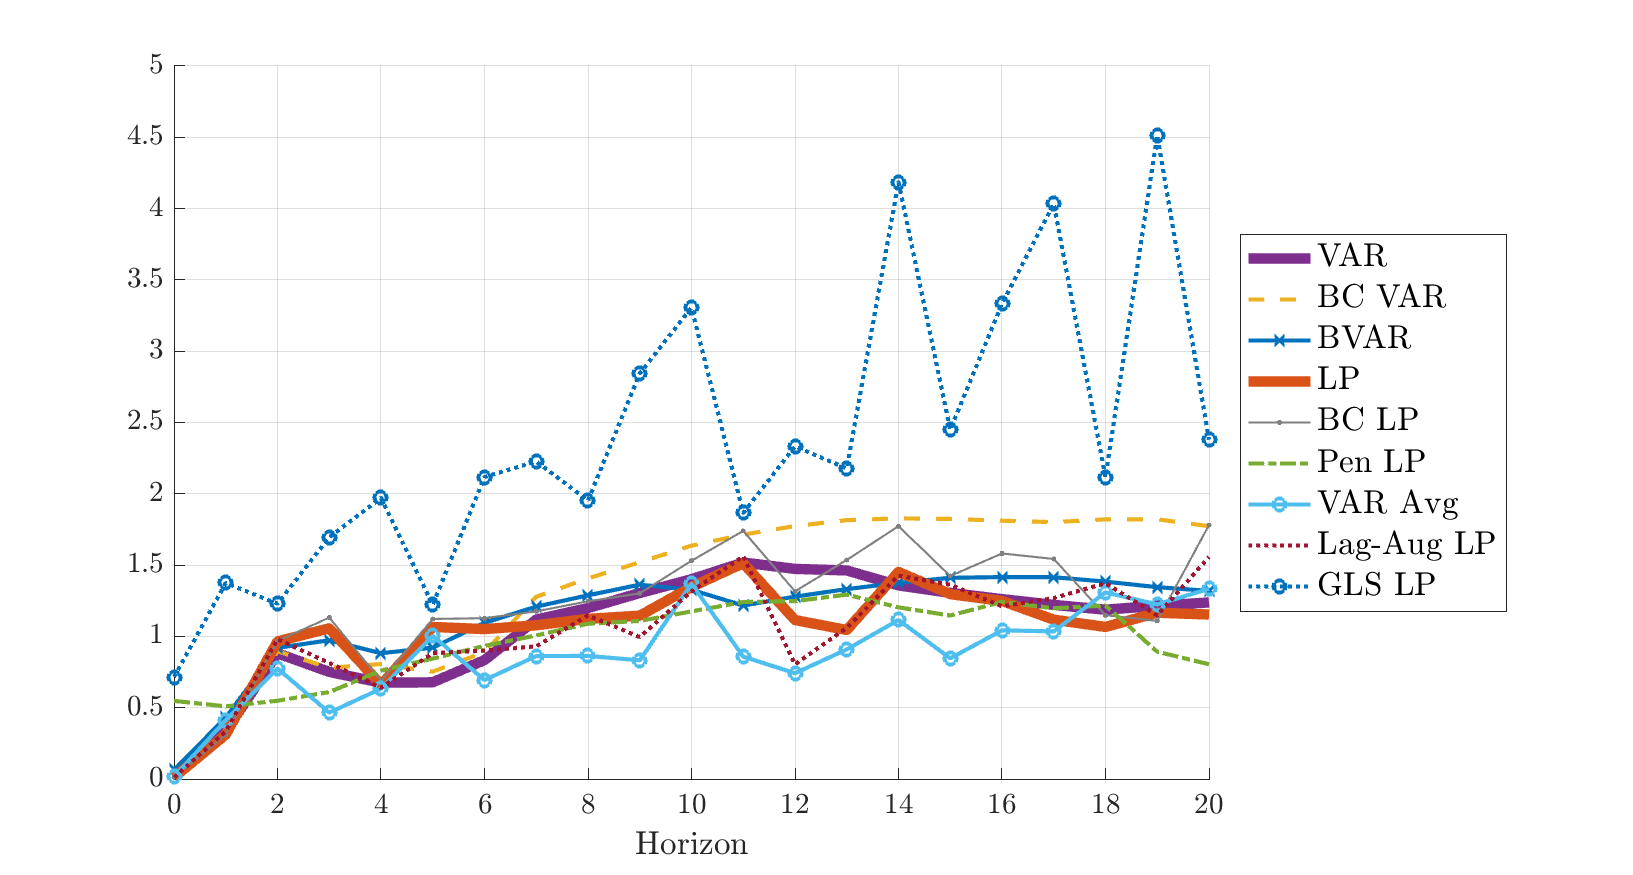 5
4.5
4
3.5
3
2.5
2
1.5
1
0.5
0
0 2 4 6 8 10 12 14 16 18 20
Horizon
VAR
BC VAR
BVAR
LP
BC LP
Pen LP
VAR Avg
Lag-Aug LP
GLS LP